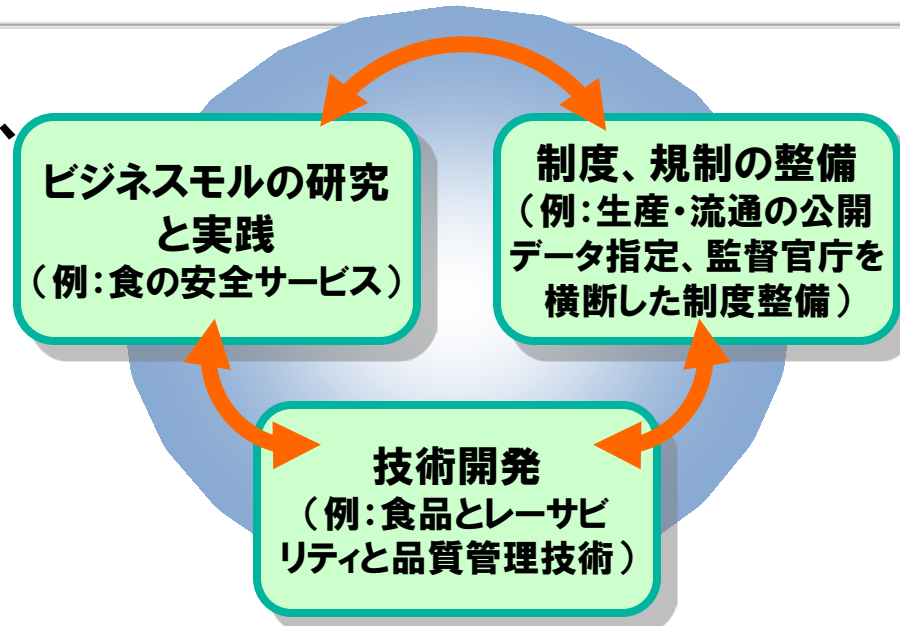 ビジネスモルの研究
と実践
(例:食の安全サービス)
制度、規制の整備
(例:生産・流通の公開
データ指定、監督官庁を
横断した制度整備)
技術開発
(例:食品とレーサビ
リティと品質管理技術)